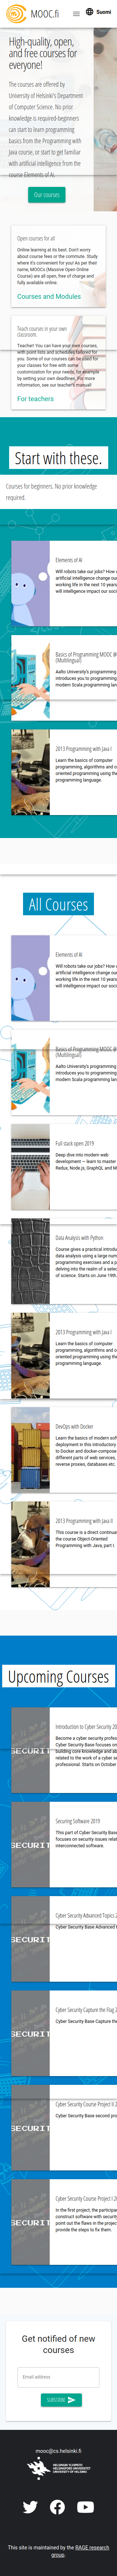 MOOC.fi
Suomi
High-quality, open,
and free courses for
everyone!
The courses are offered by
University of Helsinki's Department
of Computer Science. No prior
knowledge is required-beginners
can start to learn programming
basics from the Programming with
Java course, or start to get familiar
with artificial intelligence from the
course Elements of AI.
Our courses
Open courses for all
Online learning at its best. Don't worry
about course fees or the commute. Study
where it's convenient for you! As per our
name, MOOCs (Massive Open Online
Courses) are all open, free of charge and
fully available online.
Courses and Modules
Teach courses in your own
classroom.
Teacher! You can have your own courses,
with point lists and schedules tailored for
you. Some of our courses can be used for
your classes for free with some
customization for your needs, for example
by setting your own deadlines. For more
information, see our teacher's manual!
For teachers
Start with these.
Courses for beginners. No prior knowledge
required.
Elements of AI
Will robots take our jobs? How
artificial intelligence change our
working life in the next 10 years
will intelligence impact our soci
Basics of Programming MOOC
(Multilingual)
Aalto University's programming
introduces you to programming
modern Scala programming lan
2013 Programming with Java I
Learn the basics of computer
programming, algorithms and o
oriented programming using the
programming language.
All Courses
Elements of AI
Will robots take our jobs? How
artificial intelligence change our
working life in the next 10 years
will intelligence impact our soci
Basics of Programming MOOC
(Multilingual)
Aalto University's programming
introduces you to programming
modern Scala programming lan
Full stack open 2019
Deep dive into modern web
development — learn to master
Redux, Node.js, GraphQL and M
Data Analysis with Python
Course gives a practical introdu
data analysis using a large num
programming exercises and a p
delving into the realm of a selec
of science. Starts on June 19th.
2013 Programming with Java I
Learn the basics of computer
programming, algorithms and o
oriented programming using the
programming language.
DevOps with Docker
Learn the basics of modern soft
deployment in this introductory
to Docker and docker-compose
different parts of web services,
reverse proxies, databases etc.
2013 Programming with Java II
This course is a direct continuat
the course Object-Oriented
Programming with Java, part I.
Upcoming Courses
SECURIT
Introduction to Cyber Security 20
Become a cyber security profes
Cyber Security Base focuses on
building core knowledge and ab
related to the work of a cyber se
professional. Starts on October
SECURIT
Securing Software 2019
This part of Cyber Security Base
focuses on security issues relat
interconnected software.
SECURIT
Cyber Security Advanced Topics 2
Cyber Security Base Advanced t
SECURIT
Cyber Security Capture the Flag 2
Cyber Security Base Capture the
SECURIT
Cyber Security Course Project II 2
Cyber Security Base second pro
SECURIT
Cyber Security Course Project I 20
In the first project, the participa
construct software with security
point out the flaws in the projec
provide the steps to fix them.
Get notified of new
courses
Email address
SUBSCRIBE
mooc@cs.helsinki.fi
HELSINGIN YLIOPISTO
HELSINGFORS UNIVERSITET
UNIVERSITY OF HELSINKI
This site is maintained by the RAGE research
group.